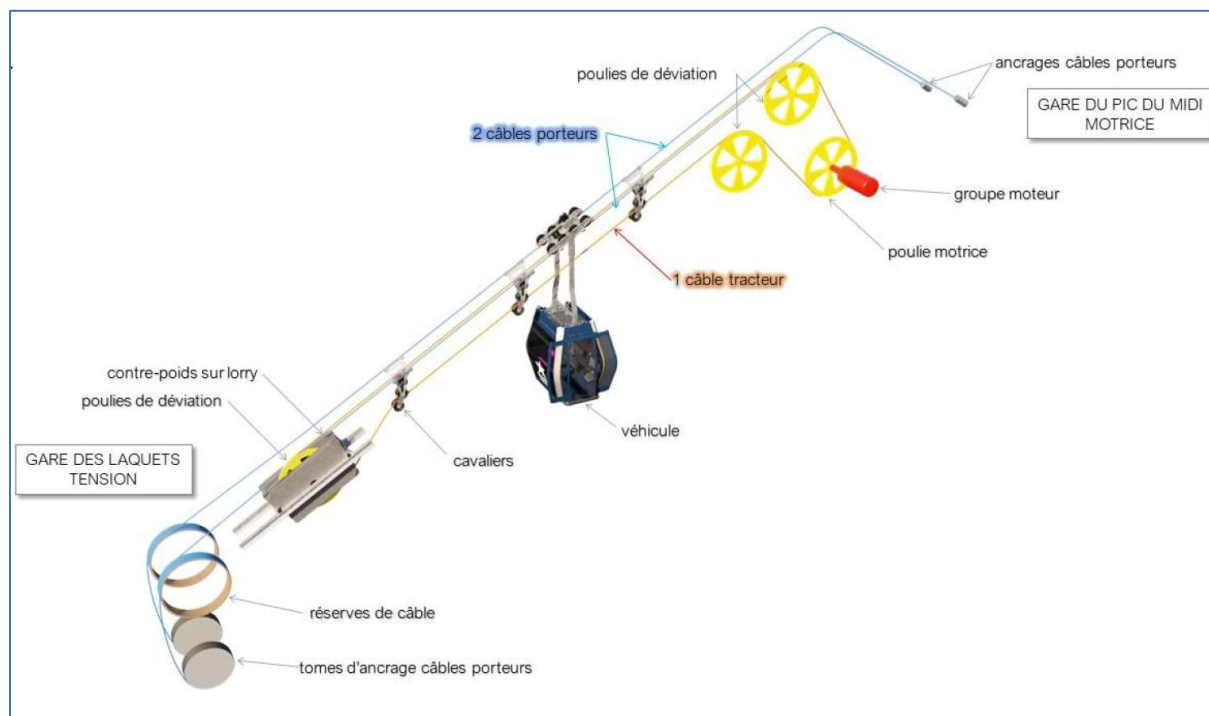 poulies de déviation
ancrages câbles porteurs
GARE DU PIC DU MIDI
MOTRICE
2 câbles porteurs
groupe moteur
poulie motrice
1 câble tracteur
contre-poids sur lorry
poulies de déviation
véhicule
cavaliers
GARE DES LAQUETS
TENSION
réserves de câble
tomes d'ancrage câbles porteurs